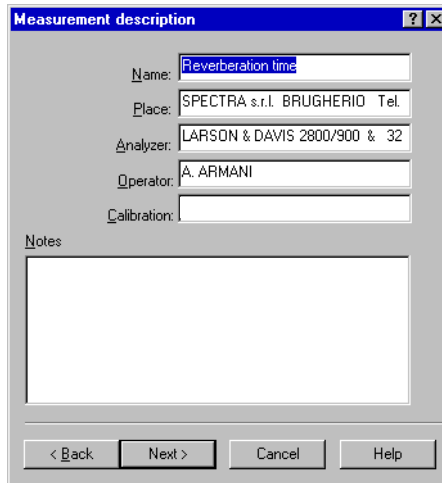 Measurement description
Name: Reverberation time
Place: SPECTRA s.r.l. BRUGHERIO Tel.
Analyzer: LARSON & DAVIS 2800/900 & 32
Operator: A. ARMANI
Calibration:
Notes
< Back Next > Cancel Help